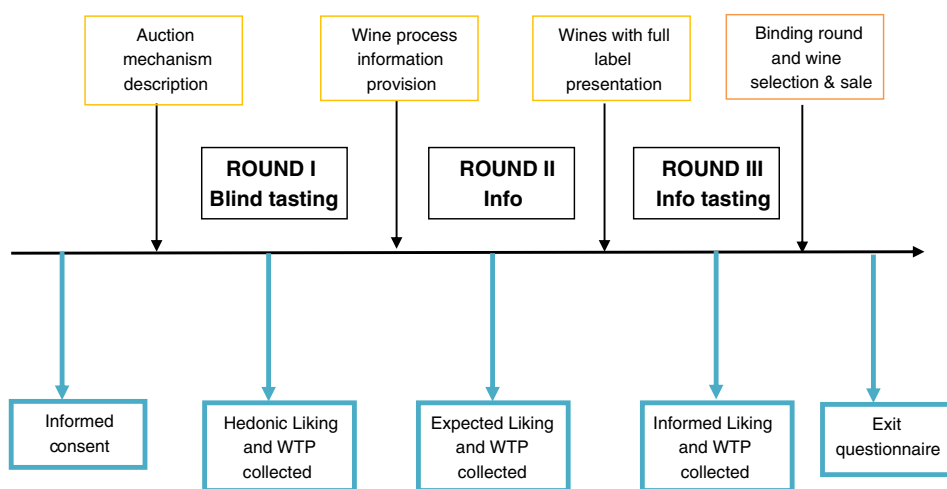 Auction
mechanism
description
Wine process
information
provision
Wines with full
label
presentation
Binding round
and wine
selection & sale
ROUND I
Blind tasting
ROUND II
Info
ROUND III
Info tasting
Informed
consent
Hedonic Liking
and WTP
collected
Expected Liking
and WTP
collected
Informed Liking
and WTP
collected
Exit
questionnaire